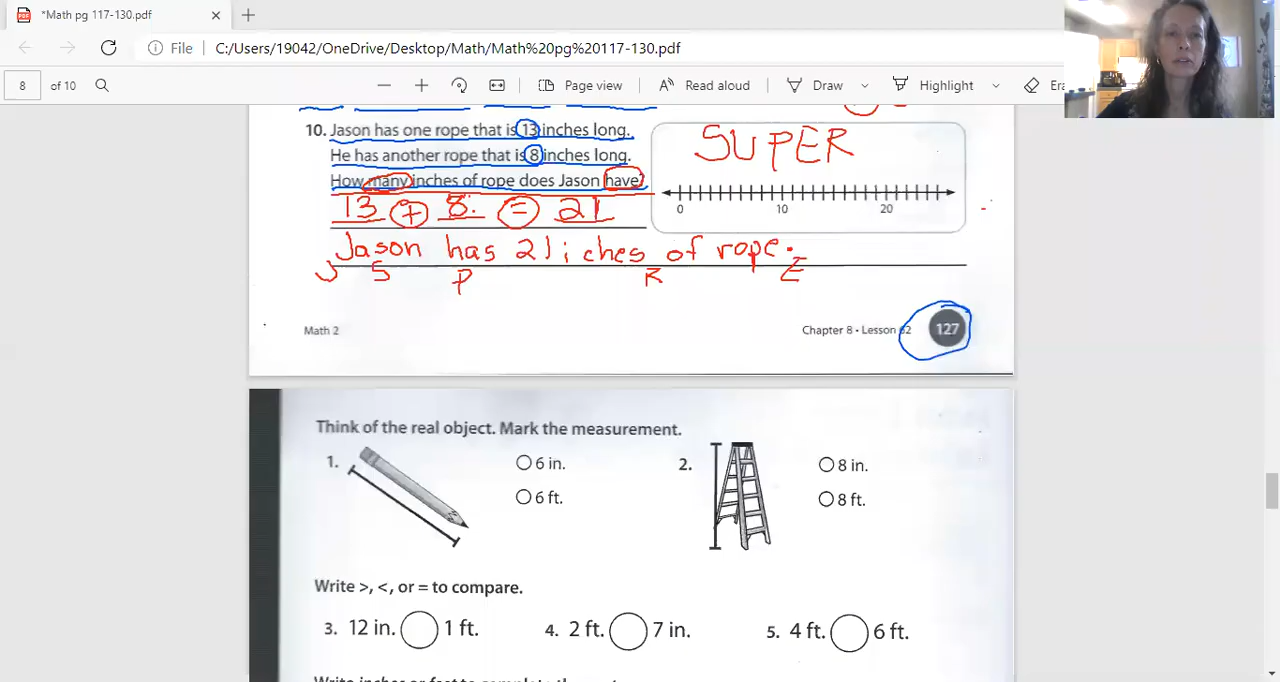 *Math pg 117-130.pdf
File C:/Users/19042/OneDrive/Desktop/Math/Math%20pg%20117-130.pdf
8 of 10 Page view Read aloud Draw Highlight Era
10. Jason has one rope that is 13 inches long.
He has another rope that is 8 inches long.
How many inches of rope does Jason have?
SUPER
0 10 20
13 + 8 = 21
Jason has 21 iches of rope.
S P R E
Math 2
Chapter 8 • Lesson 62 127
Think of the real object. Mark the measurement.
1. 6 in.
6 ft.
2. 8 in.
8 ft.
Write >, <, or = to compare.
3. 12 in. 1 ft. 4. 2 ft. 7 in. 5. 4 ft. 6 ft.